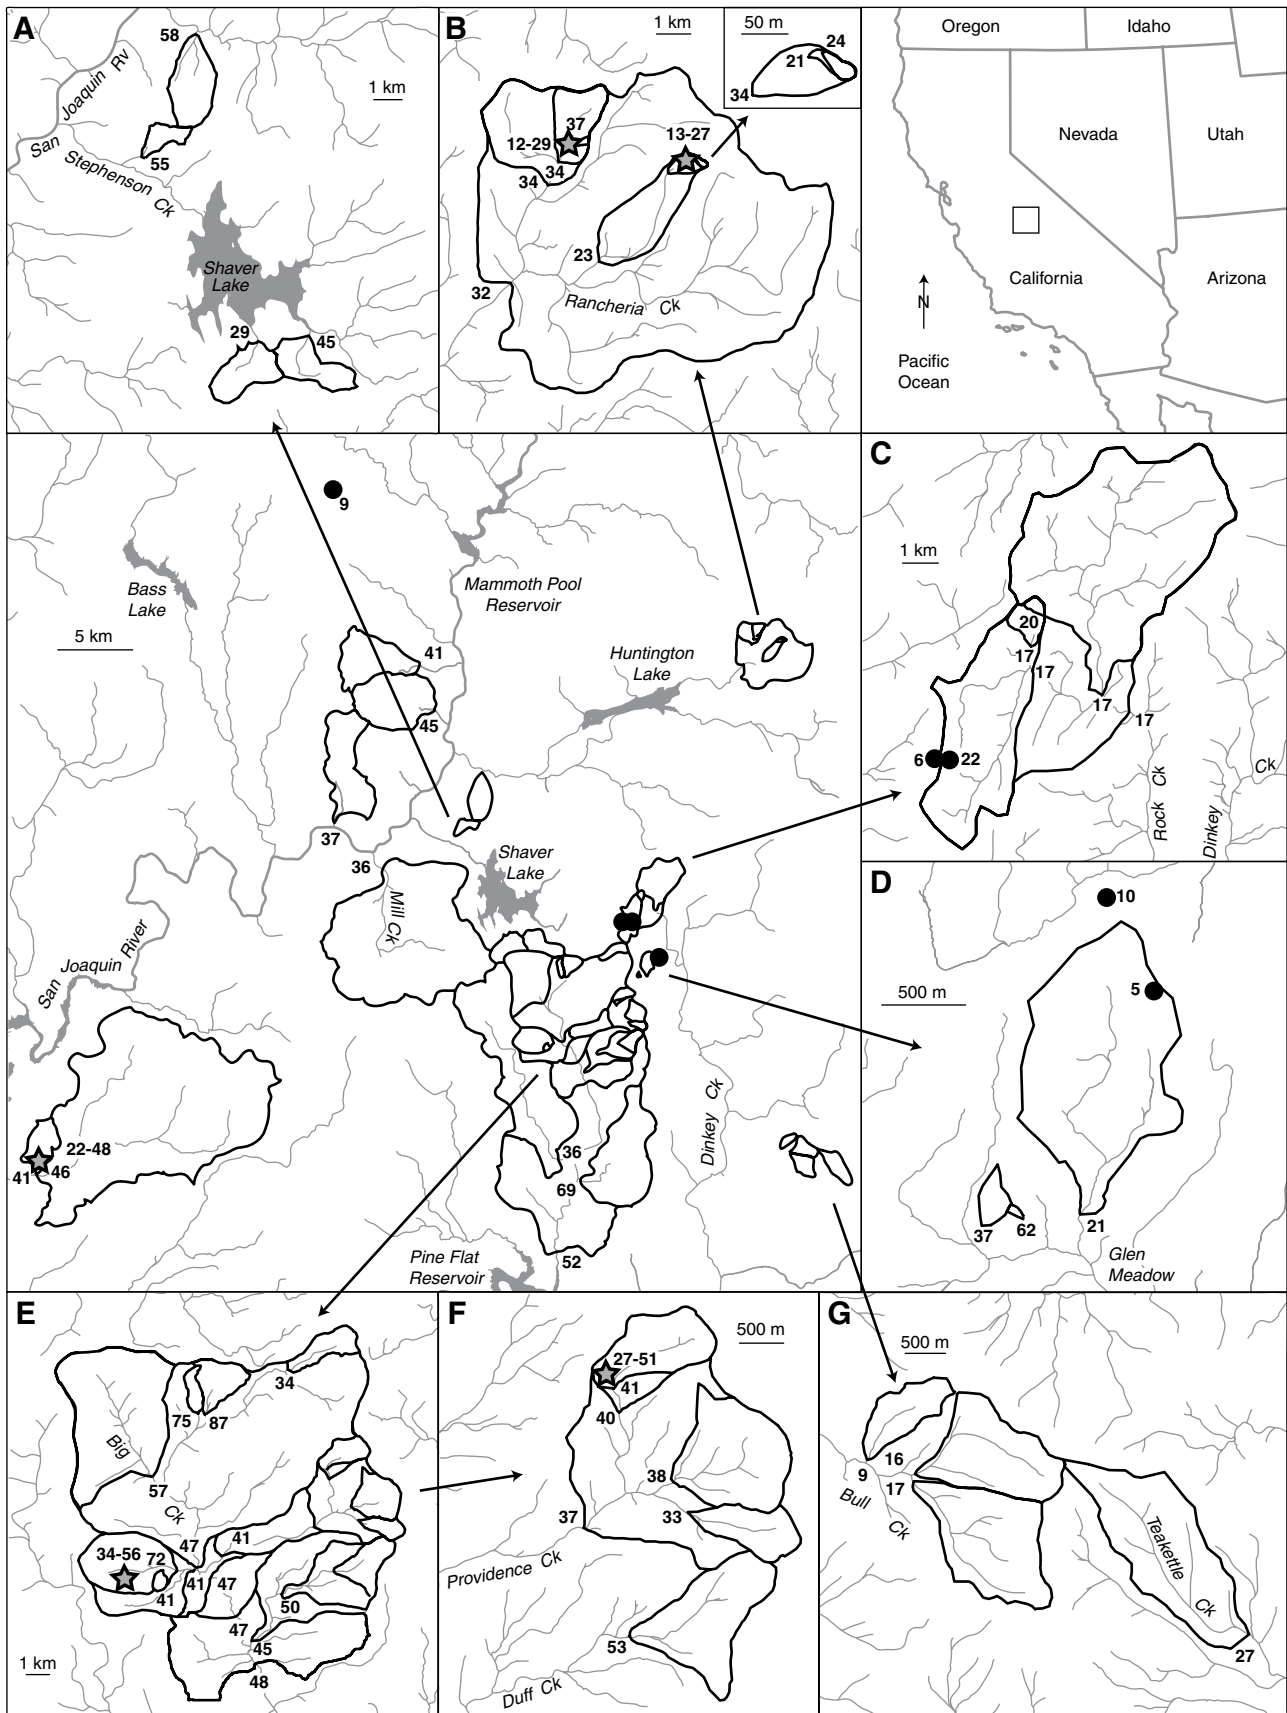 A
58
San Joaquin Rv
1 km
55
Stephenson Ck
Shaver
Lake
29
45
B
1 km
50 m
24
21
34
37
12-29
34
34
13-27
23
32
Rancheria Ck
Oregon
Idaho
Nevada
Utah
California
Arizona
N
Pacific
Ocean
9
Bass
Lake
Mammoth Pool
Reservoir
5 km
41
Huntington
Lake
45
37
36
Shaver
Lake
Mill Ck
San Joaquin River
Dinkey Ck
22-48
41
46
36
69
52
Pine Flat
Reservoir
C
1 km
20
17
17
17
17
6
22
Rock Ck
Dinkey Ck
D
10
5
500 m
37
62
21
Glen
Meadow
E
34
75
87
Big Ck
57
47
41
34-56
72
41
41
47
50
47
45
48
1 km
F
500 m
27-51
41
40
38
37
33
Providence Ck
53
Duff Ck
G
500 m
16
9
17
Bull Ck
Teakettle Ck
27